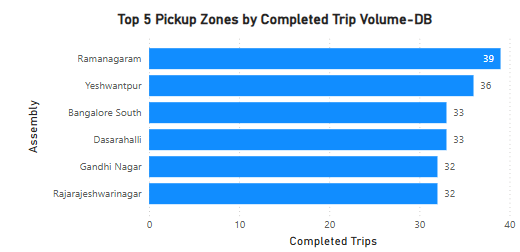 Top 5 Pickup Zones by Completed Trip Volume-DB
Assembly
Ramanagaram 39
Yeshwantpur 36
Bangalore South 33
Dasarahalli 33
Gandhi Nagar 32
Rajarajeshwarinagar 32
0 10 20 30 40
Completed Trips